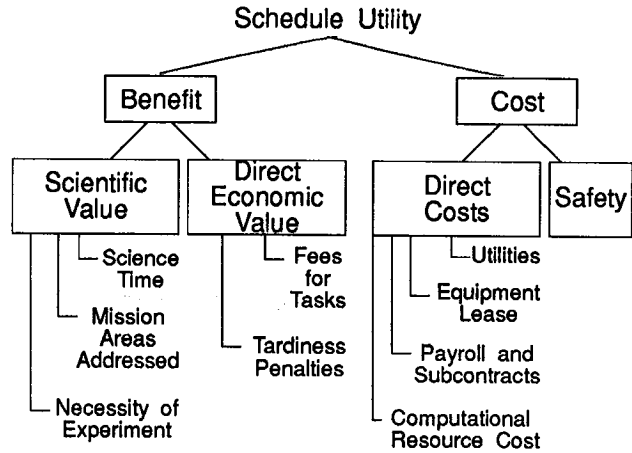 Schedule Utility
Benefit
Cost
Scientific
Value
Direct
Economic
Value
Direct
Costs
Safety
Science
Time
Mission
Areas
Addressed
Necessity of
Experiment
Fees
for
Tasks
Tardiness
Penalties
Utilities
Equipment
Lease
Payroll and
Subcontracts
Computational
Resource Cost